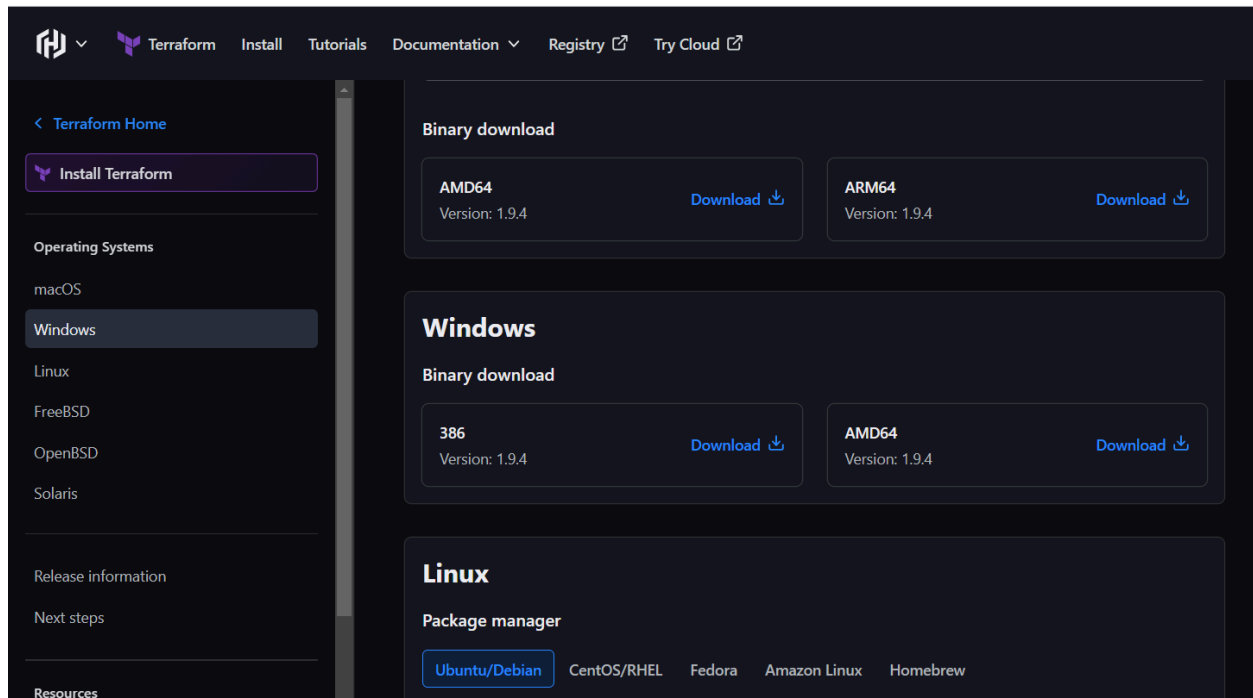 Terraform Install Tutorials Documentation Registry Try Cloud
Terraform Home
Install Terraform
Operating Systems
macOS
Windows
Linux
FreeBSD
OpenBSD
Solaris
Release information
Next steps
Resources
Binary download
AMD64
Version: 1.9.4
Download
ARM64
Version: 1.9.4
Download
Windows
Binary download
386
Version: 1.9.4
Download
AMD64
Version: 1.9.4
Download
Linux
Package manager
Ubuntu/Debian CentOS/RHEL Fedora Amazon Linux Homebrew